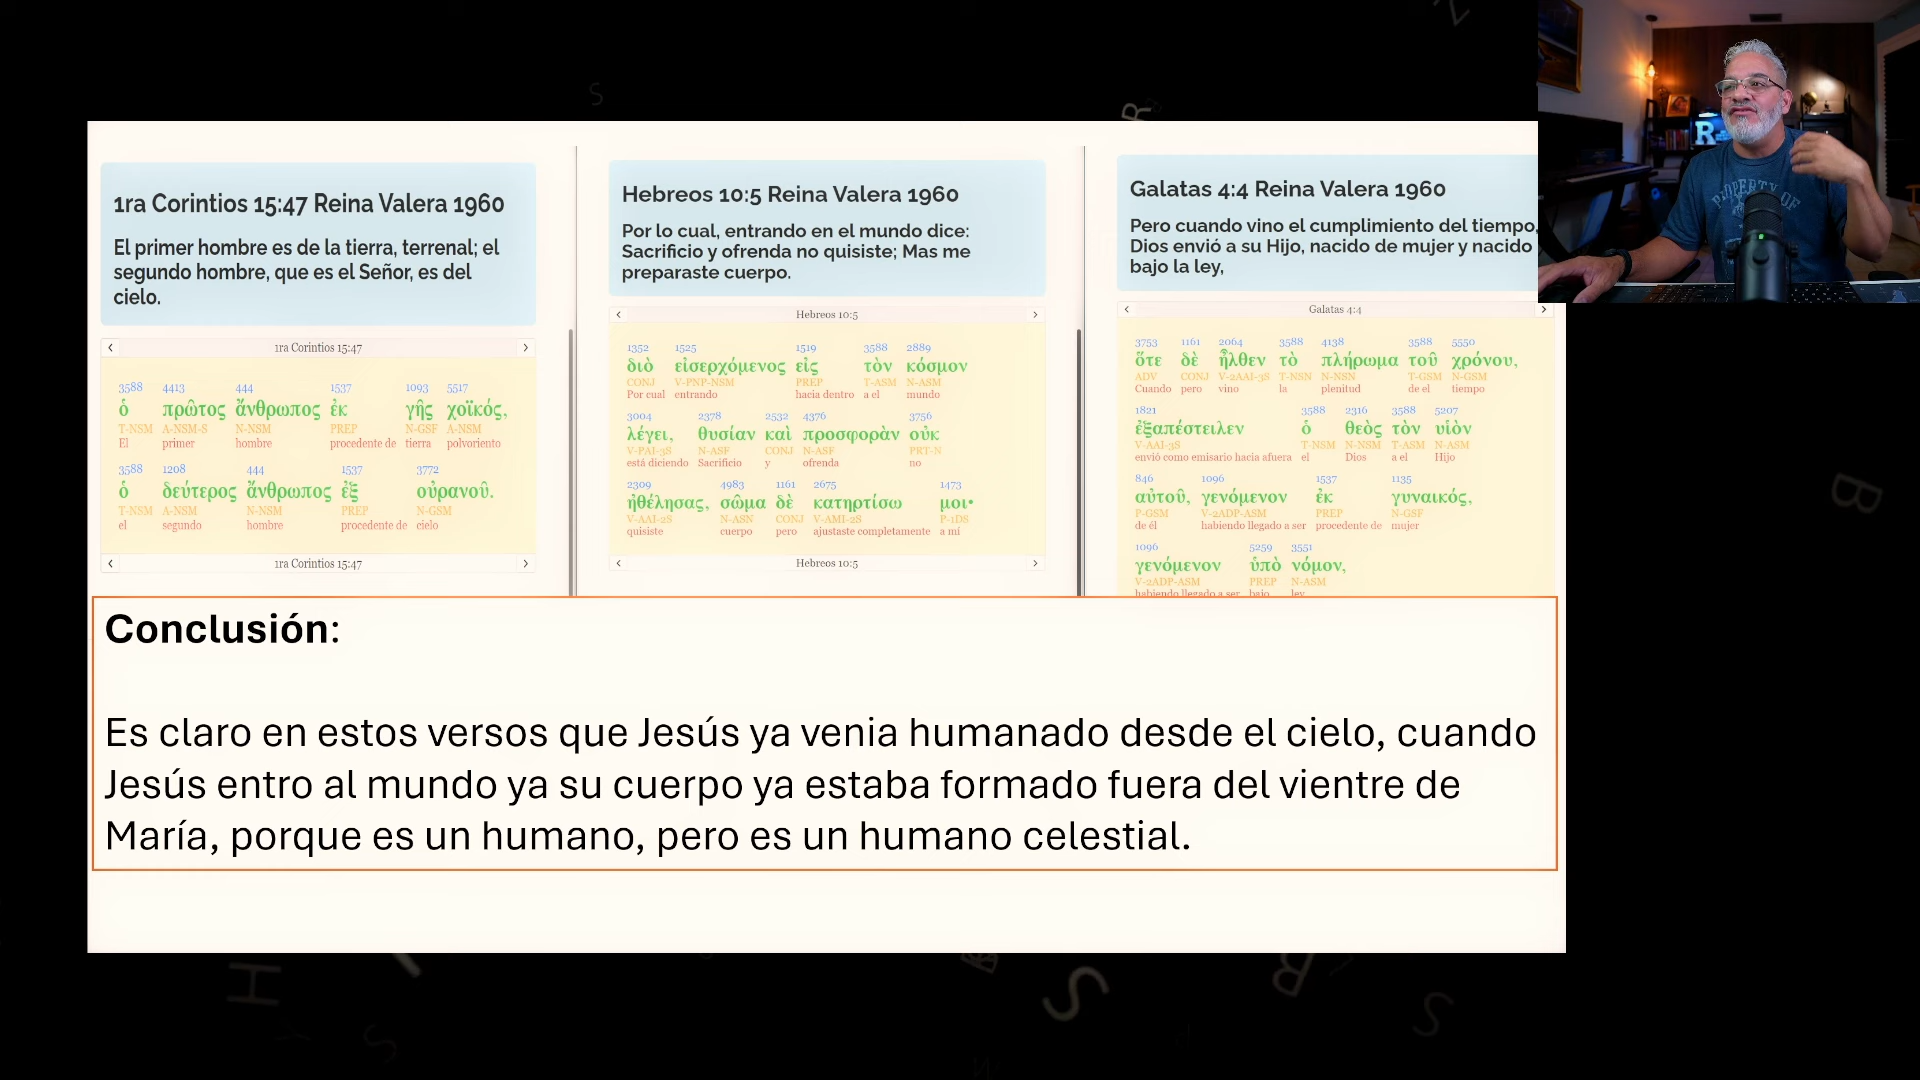 1ra Corintios 15:47 Reina Valera 1960
El primer hombre es de la tierra, terrenal; el
segundo hombre, que es el Señor, es del
cielo.
1ra Corintios 15:47
3588 4413 444 1537 1093 5517
ὁ πρῶτος ἄνθρωπος ἐκ γῆς χοϊκός,
T-NSM A-NSM-S N-NSM PREP N-GSF A-NSM
El primer hombre procedente de tierra polvoriento
3588 1208 444 1537 3772
ὁ δεύτερος ἄνθρωπος ἐξ οὐρανοῦ.
T-NSM A-NSM N-NSM PREP N-GSM
el segundo hombre procedente de cielo
1ra Corintios 15:47
Hebreos 10:5 Reina Valera 1960
Por lo cual, entrando en el mundo dice:
Sacrificio y ofrenda no quisiste; Mas me
preparaste cuerpo.
Hebreos 10:5
1352 1525 1519 3588 2889
διὸ εἰσερχόμενος εἰς τὸν κόσμον
CONJ V-PNP-NSM PREP T-ASM N-ASM
Por cual entrando hacia dentro a el mundo
3004 2378 2532 4376 3756
λέγει, θυσίαν καὶ προσφορὰν οὐκ
V-PAI-3S N-ASF CONJ N-ASF PRT-N
está diciendo Sacrificio y ofrenda no
2309 4983 1161 2675 1473
ἠθέλησας, σῶμα δὲ κατηρτίσω μοι•
V-AAI-2S N-ASN CONJ V-AMI-2S P-1DS
quisiste cuerpo pero ajustaste completamente a mí
Hebreos 10:5
Galatas 4:4 Reina Valera 1960
Pero cuando vino el cumplimiento del tiempo,
Dios envió a su Hijo, nacido de mujer y nacido
bajo la ley,
Galatas 4:4
3753 1161 2064 3588 4138 3588 5550
ὅτε δὲ ἦλθεν τὸ πλήρωμα τοῦ χρόνου,
ADV CONJ V-2AAI-3S T-NSN N-NSN T-GSM N-GSM
Cuando pero vino la plenitud de el tiempo
1821 3588 2316 3588 5207
ἐξαπέστειλεν ὁ θεὸς τὸν υἱὸν
V-AAI-3S T-NSM N-NSM T-ASM N-ASM
envió como emisario hacia afuera el Dios a el Hijo
846 1096 1537 1135
αὐτοῦ, γενόμενον ἐκ γυναικός,
P-GSM V-2ADP-ASM PREP N-GSF
de él habiendo llegado a ser procedente de mujer
1096 5259 3551
γενόμενον ὑπὸ νόμον,
V-2ADP-ASM PREP N-ASM
habiendo llegado a ser bajo ley
Conclusión:
Es claro en estos versos que Jesús ya venia humanado desde el cielo, cuando
Jesús entro al mundo ya su cuerpo ya estaba formado fuera del vientre de
María, porque es un humano, pero es un humano celestial.
PROPERTY OF
R